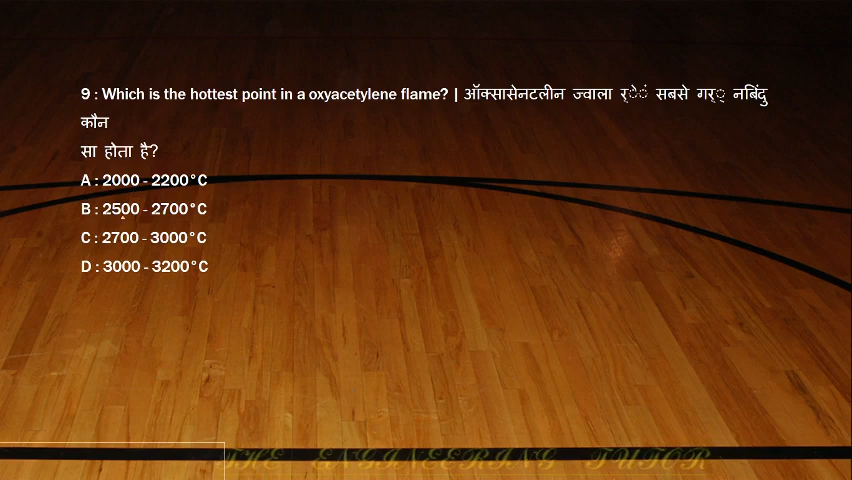 9 : Which is the hottest point in a oxyacetylene flame? | ऑक्सासेनटलीन ज्वाला र््ेें सबसे गर्् नबिंदु
कौन
सा होता है?
A : 2000 - 2200°C
B : 2500 - 2700°C
C : 2700 - 3000°C
D : 3000 - 3200°C
THE ENGINEERING TUTOR